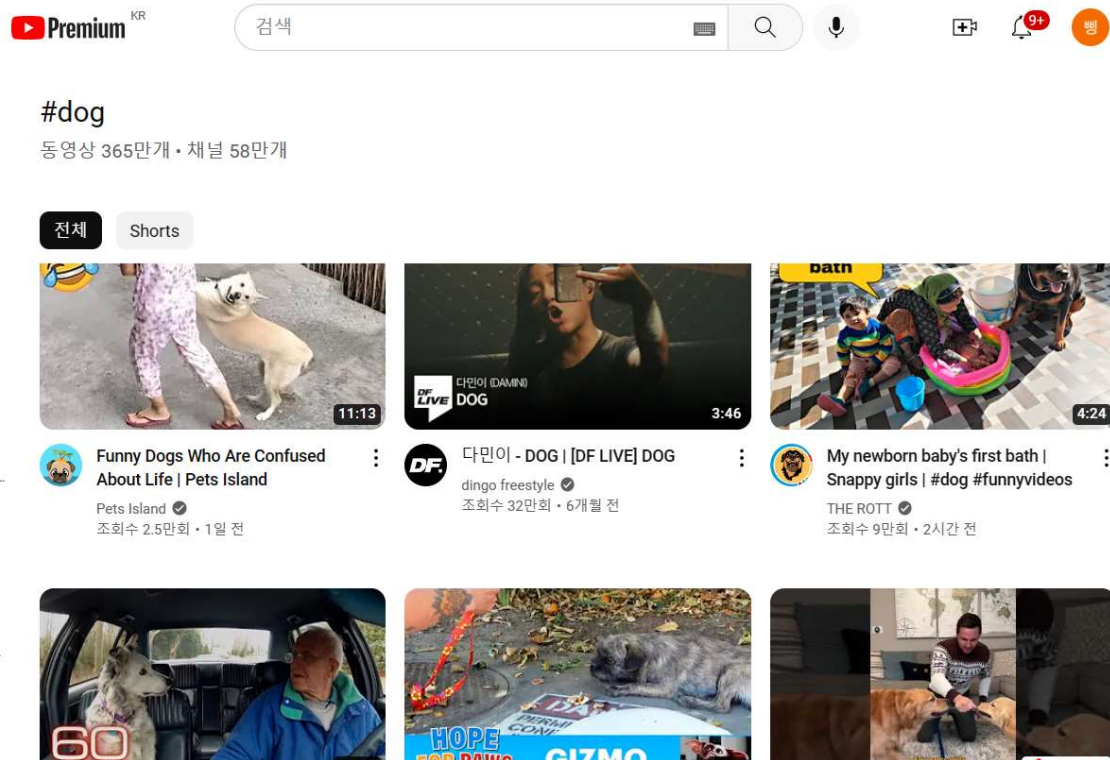 Premium KR
검색
9+
삥
#dog
동영상 365만개 • 채널 58만개
전체
Shorts
11:13
DF LIVE
다민이 (DAMINI)
DOG
3:46
bath
4:24
Funny Dogs Who Are Confused
About Life | Pets Island
Pets Island
조회수 2.5만회 • 1일 전
DF.
다민이 - DOG | [DF LIVE] DOG
dingo freestyle
조회수 32만회 • 6개월 전
My newborn baby's first bath |
Snappy girls | #dog #funnyvideos
THE ROTT
조회수 9만회 • 2시간 전
60
HOPE
FOR PAWS
GIZMO